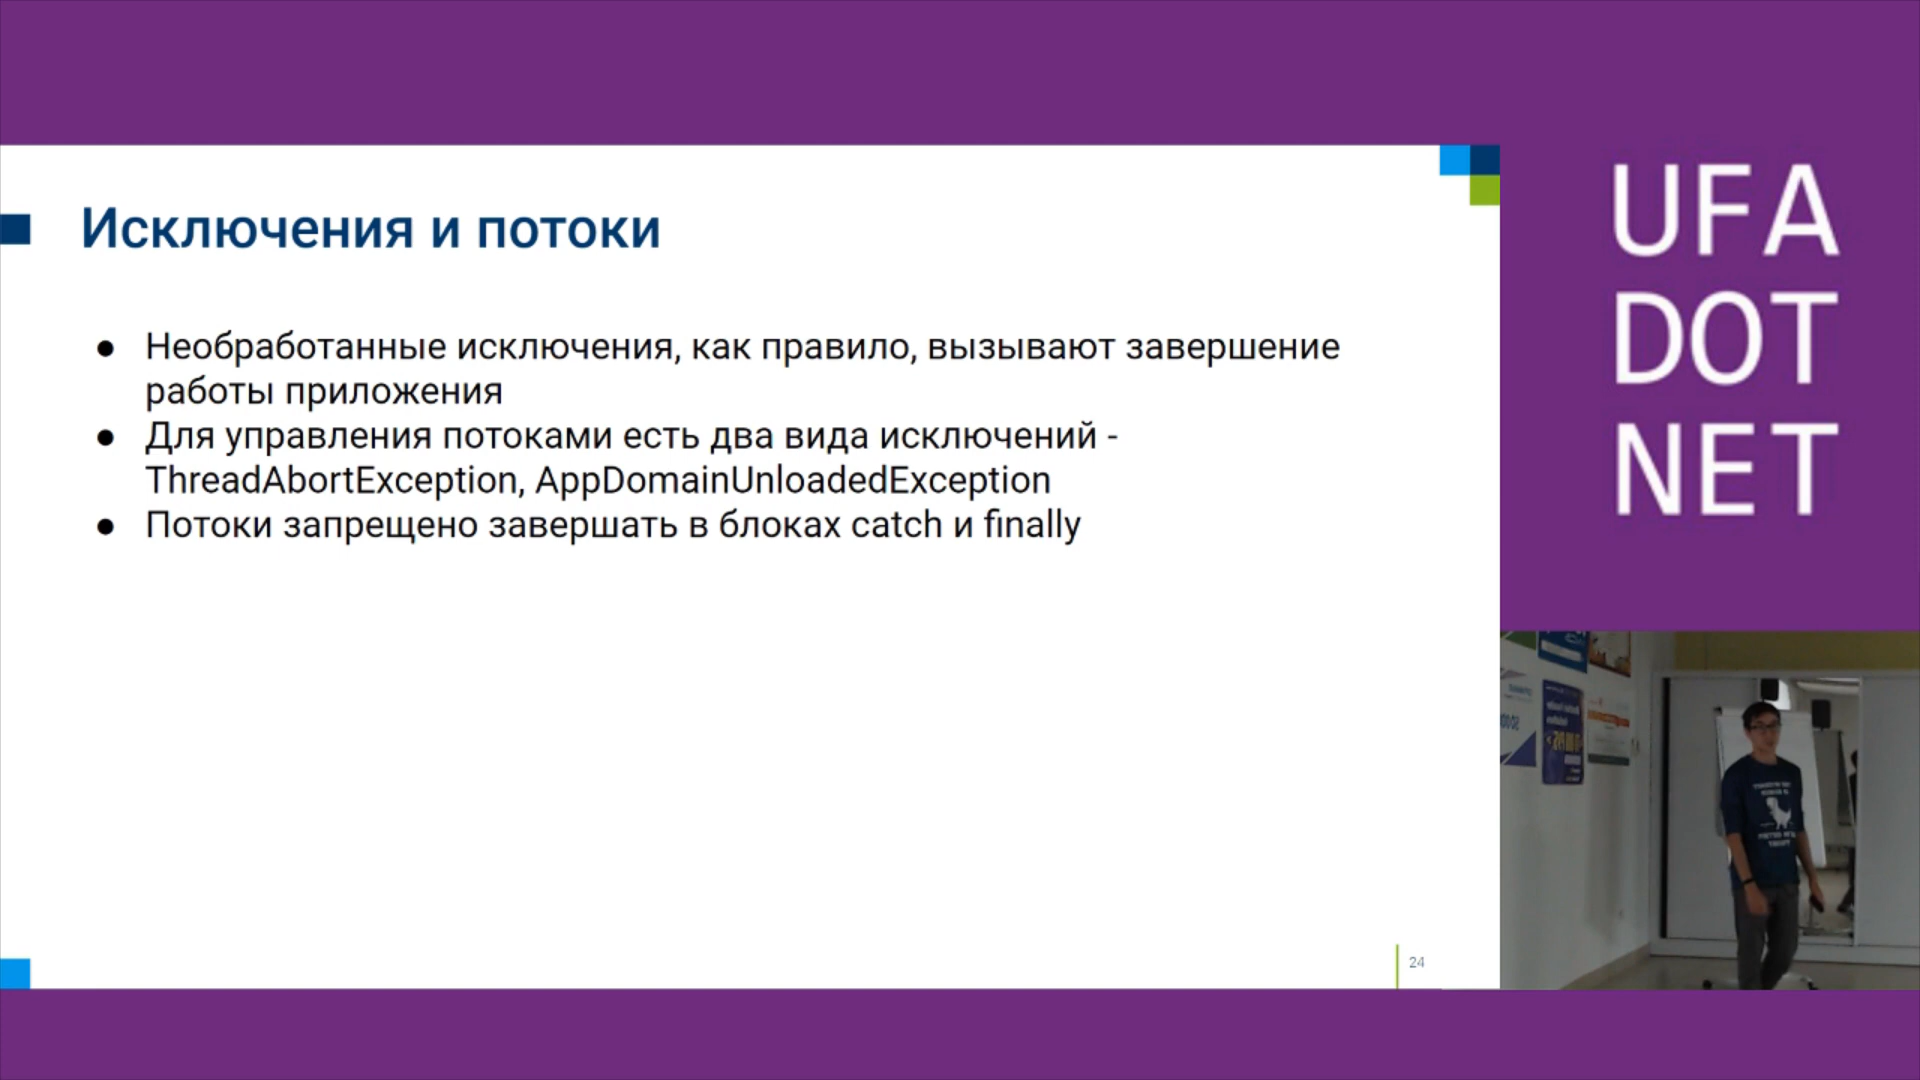 Исключения и потоки
● Необработанные исключения, как правило, вызывают завершение
работы приложения
● Для управления потоками есть два вида исключений -
ThreadAbortException, AppDomainUnloadedException
● Потоки запрещено завершать в блоках catch и finally
24
UFA
DOT
NET